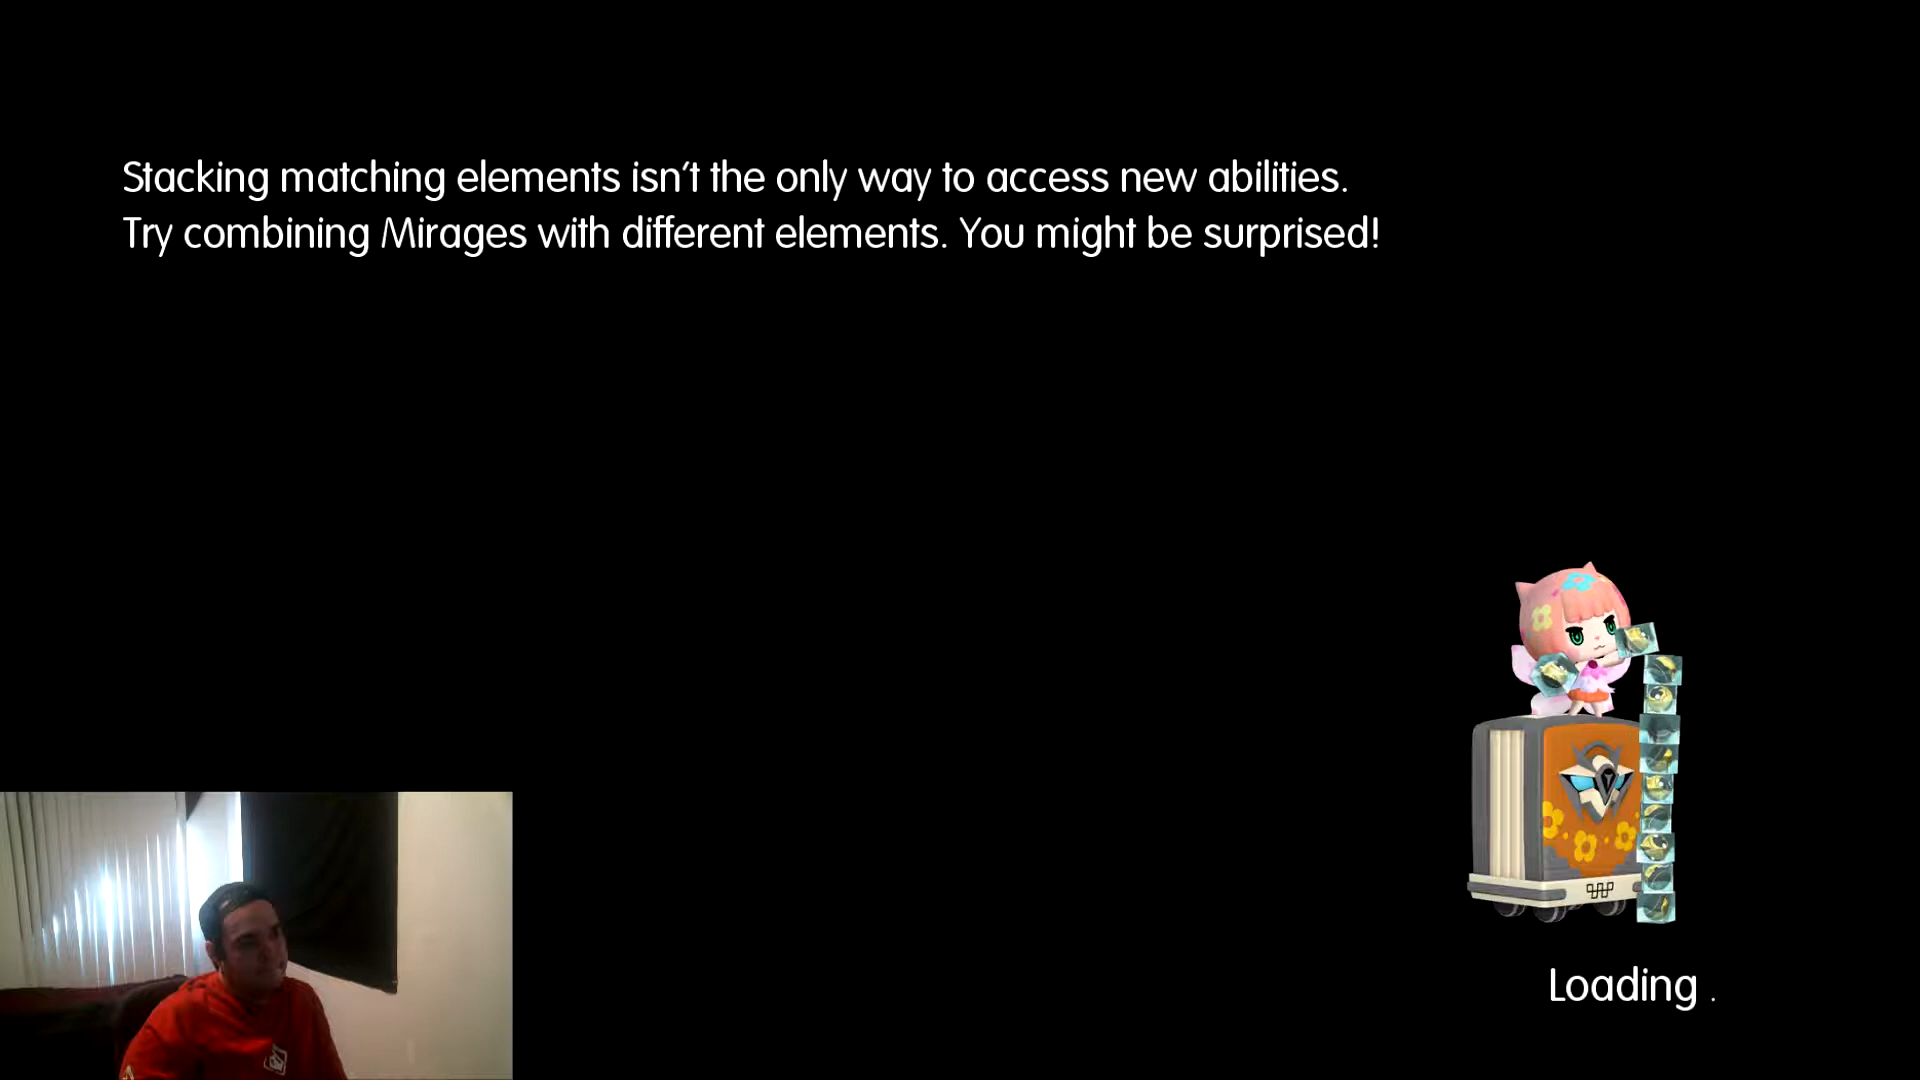 Stacking matching elements isn't the only way to access new abilities.
Try combining Mirages with different elements. You might be surprised!
Loading .